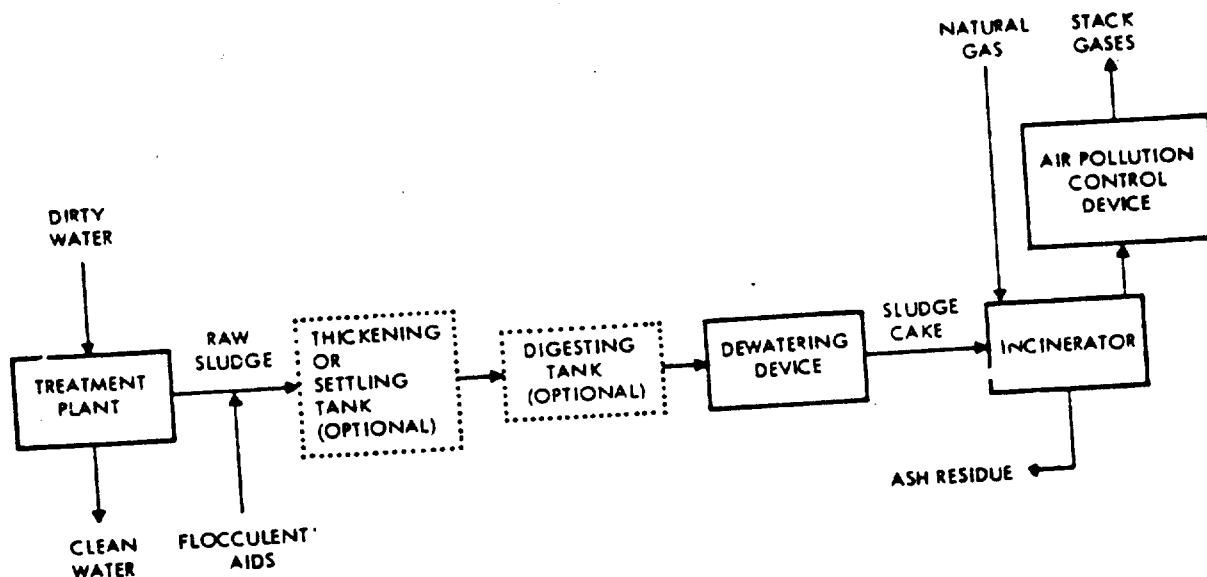 DIRTY
WATER
TREATMENT
PLANT
CLEAN
WATER
RAW
SLUDGE
FLOCCULENT
AIDS
THICKENING
OR
SETTLING
TANK
(OPTIONAL)
DIGESTING
TANK
(OPTIONAL)
DEWATERING
DEVICE
SLUDGE
CAKE
NATURAL
GAS
INCINERATOR
ASH RESIDUE
AIR POLLUTION
CONTROL
DEVICE
STACK
GASES